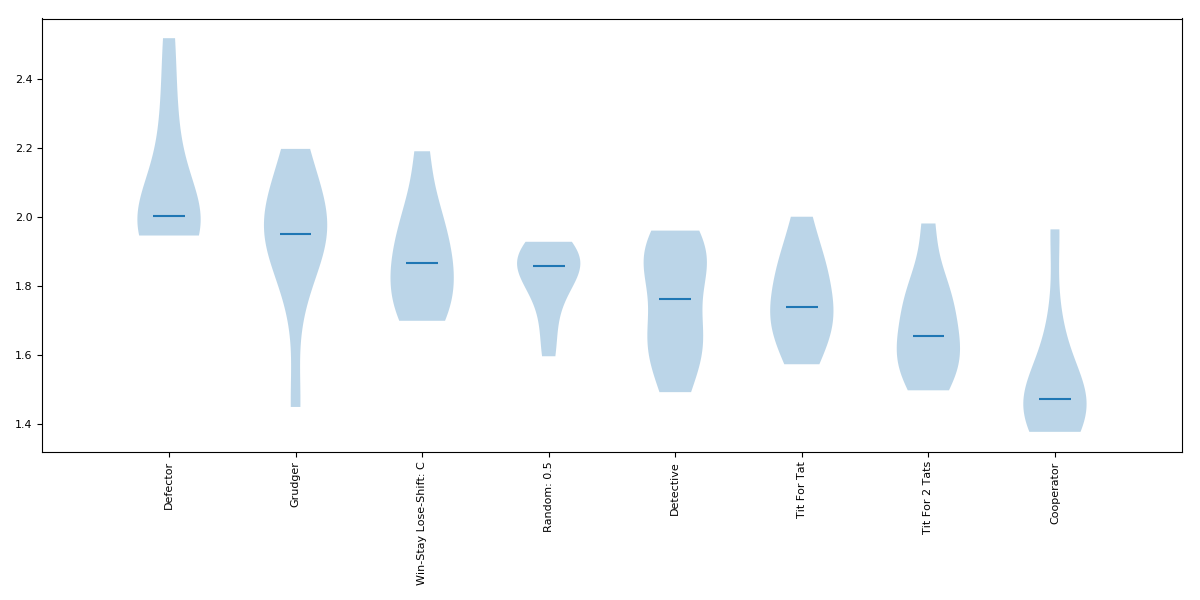 2.4
2.2
2.0
1.8
1.6
1.4
Defector
Grudger
Win-Stay Lose-Shift: C
Random: 0.5
Detective
Tit For Tat
Tit For 2 Tats
Cooperator